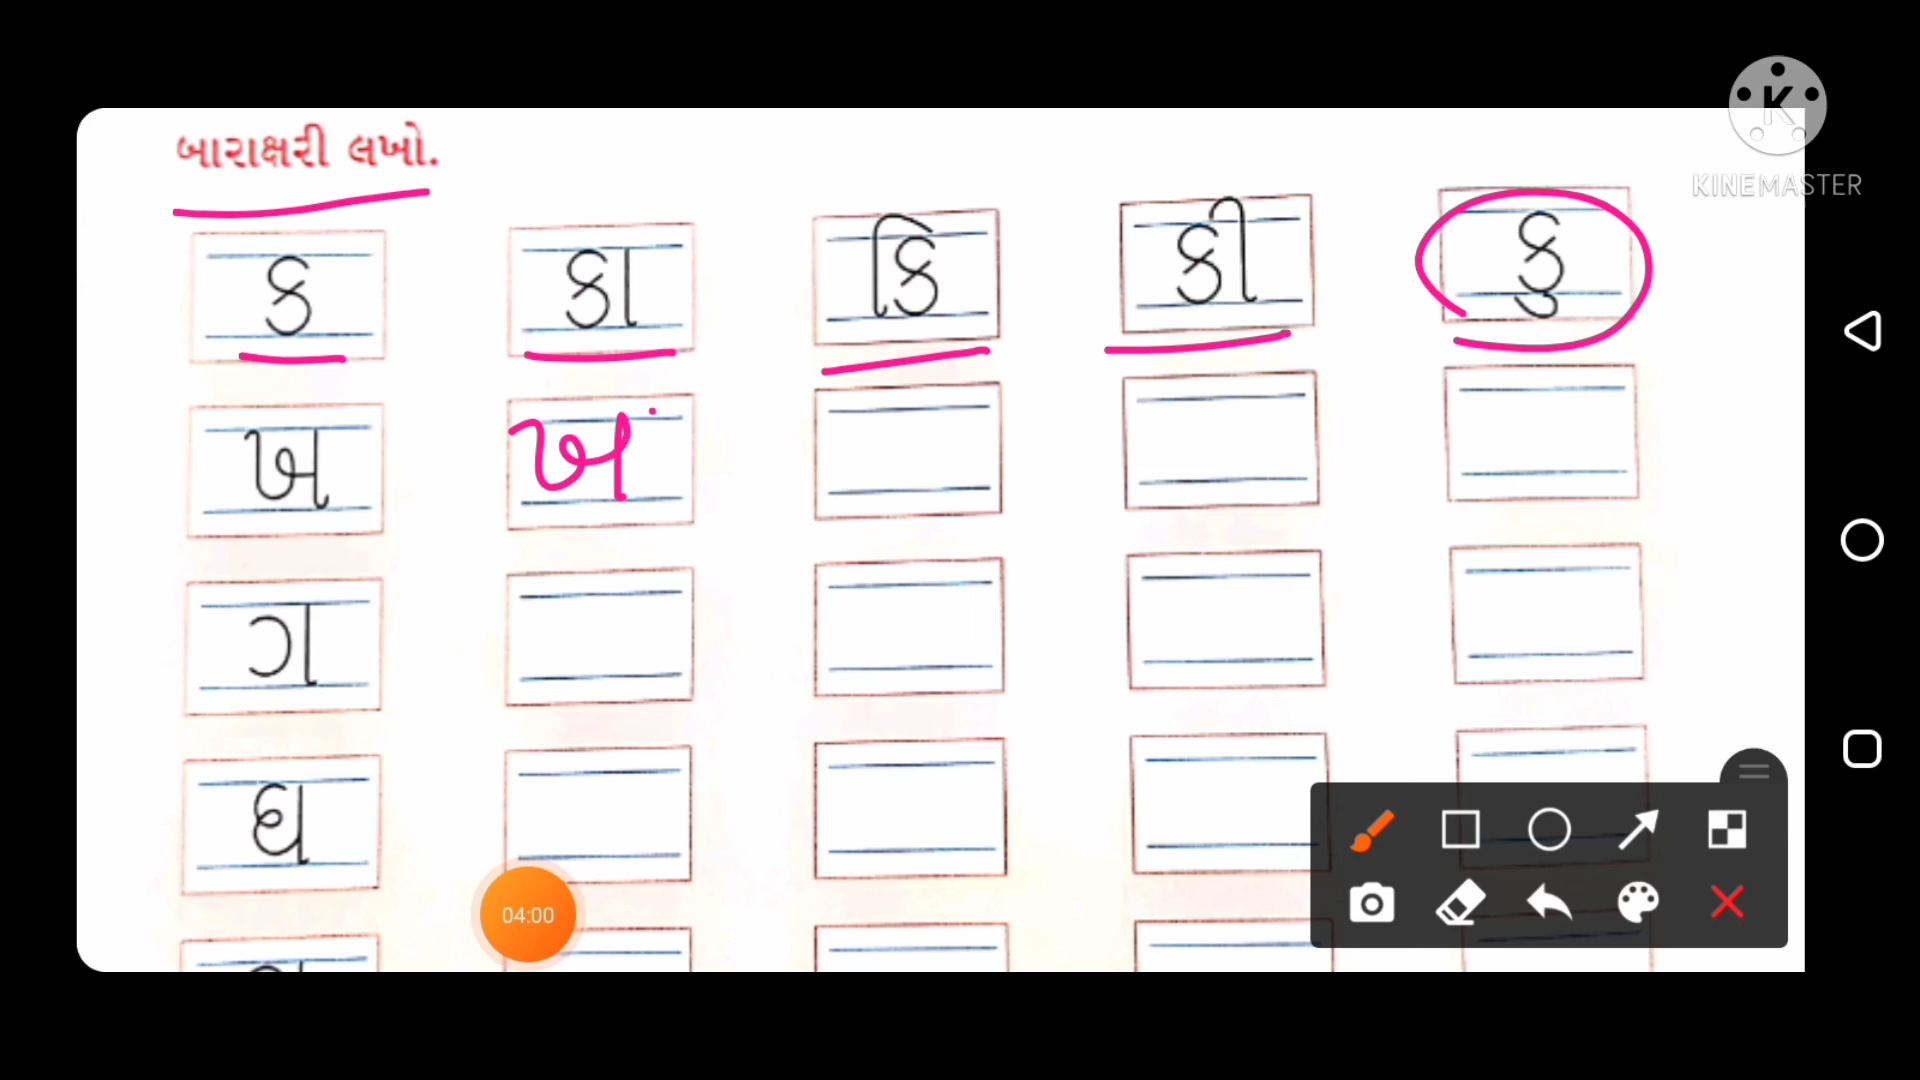 બારાક્ષરી લખો.
K
KINEMASTER
ક કા કિ કી કુ
ખ ખ
ગ
ઘ
04:00